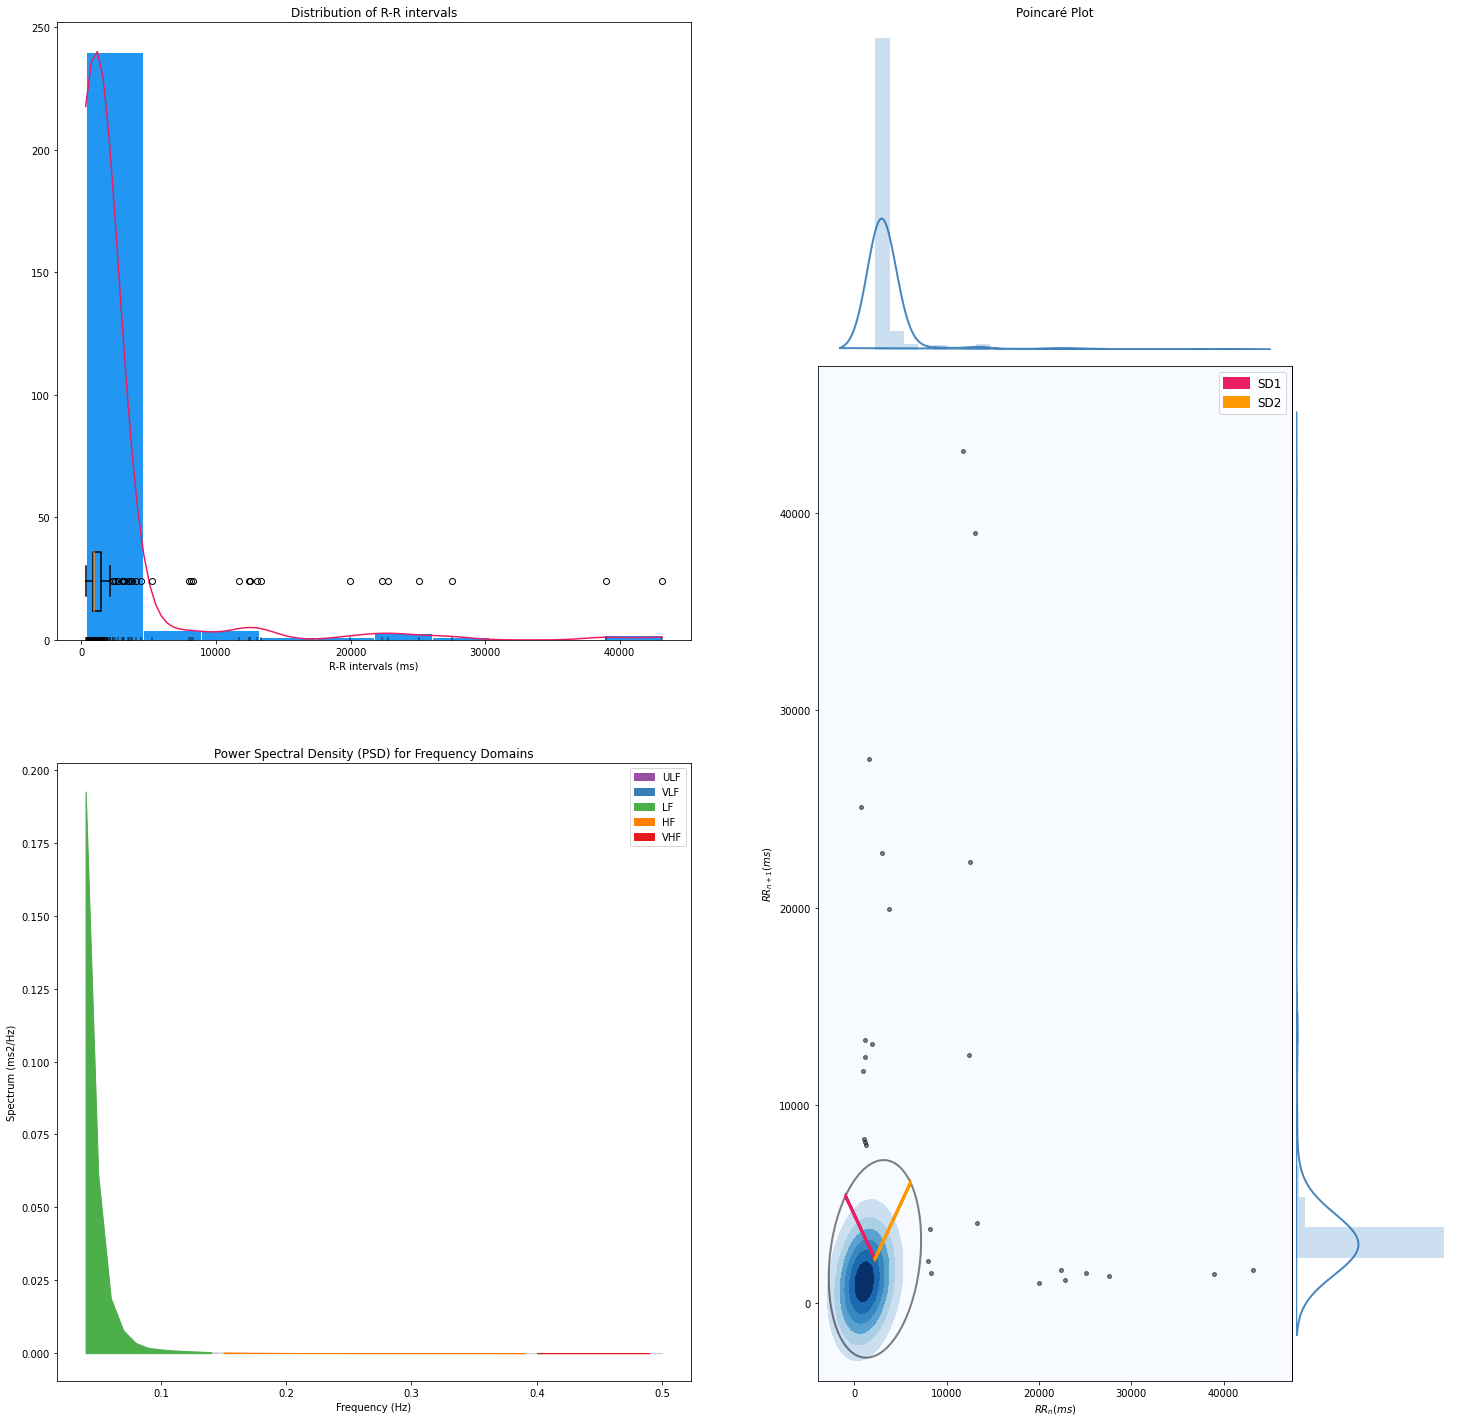 Distribution of R-R intervals
250
200
150
100
50
0
0 10000 20000 30000 40000
R-R intervals (ms)
Poincaré Plot
SD1
SD2
40000
30000
20000
10000
0
RRn+1(ms)
0 10000 20000 30000 40000
RRn(ms)
Power Spectral Density (PSD) for Frequency Domains
ULF
VLF
LF
HF
VHF
0.200
0.175
0.150
0.125
0.100
0.075
0.050
0.025
0.000
Spectrum (ms2/Hz)
0.1 0.2 0.3 0.4 0.5
Frequency (Hz)